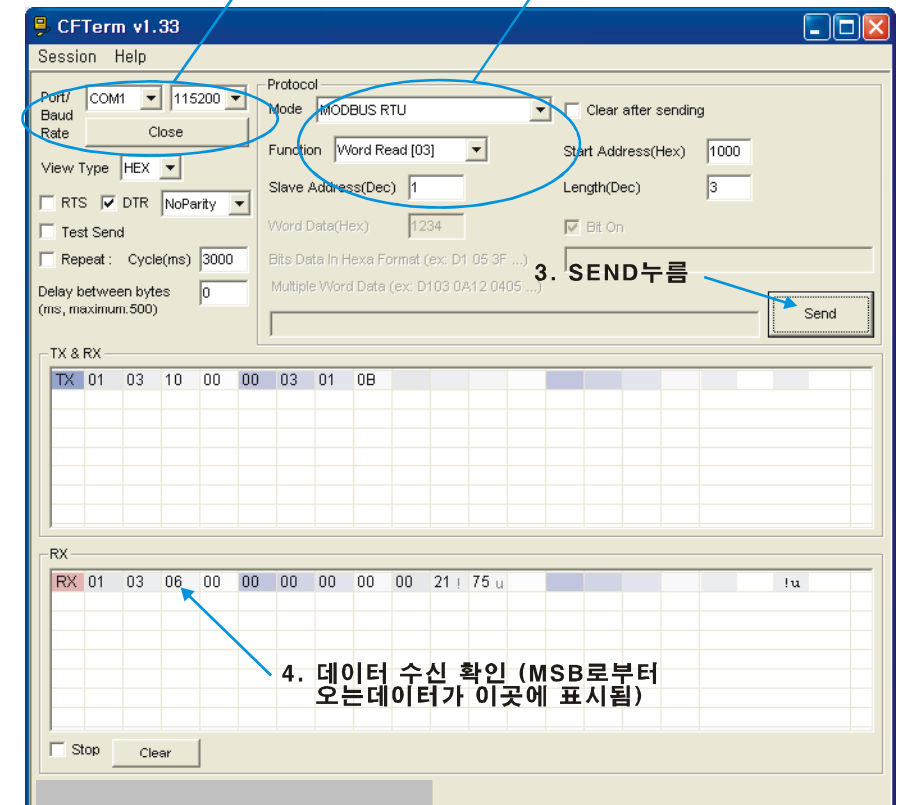 CFTerm v1.33
Session Help
Port/
Baud
Rate
COM1
115200
Close
View Type
HEX
RTS
DTR
NoParity
Test Send
Repeat :
Cycle(ms)
3000
Delay between bytes
(ms, maximum:500)
0
Protocol
Mode
MODBUS RTU
Clear after sending
Function
Word Read [03]
Start Address(Hex)
1000
Slave Address(Dec)
1
Length(Dec)
3
Word Data(Hex)
1234
Bit On
Bits Data In Hexa Format (ex: D1 05 3F ...)
Multiple Word Data (ex: D103 0A12 0405 ...)
3. SEND누름
Send
TX & RX
TX 01 03 10 00 00 03 01 0B
RX
RX 01 03 06 00 00 00 00 00 00 21 ! 75 u !u
4. 데이터 수신 확인 (MSB로부터
오는데이터가 이곳에 표시됨)
Stop
Clear